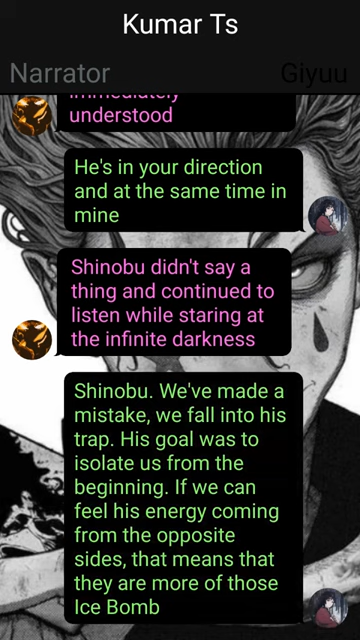 Kumar Ts
Narrator
Giyuu
immediately
understood
He's in your direction
and at the same time in
mine
Shinobu didn't say a
thing and continued to
listen while staring at
the infinite darkness
Shinobu. We've made a
mistake, we fall into his
trap. His goal was to
isolate us from the
beginning. If we can
feel his energy coming
from the opposite
sides, that means that
they are more of those
Ice Bomb